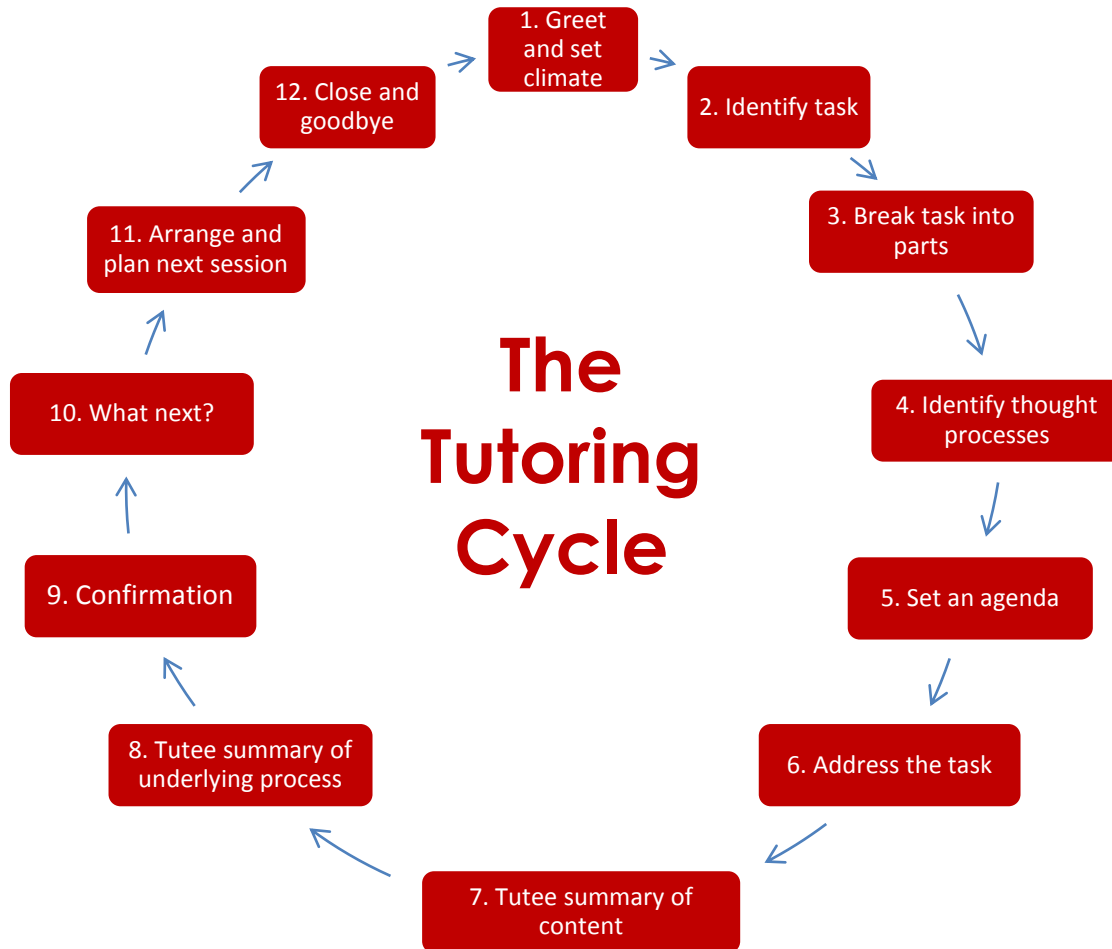 1. Greet
and set
climate
2. Identify task
3. Break task into
parts
4. Identify thought
processes
5. Set an agenda
6. Address the task
7. Tutee summary of
content
8. Tutee summary of
underlying process
9. Confirmation
10. What next?
11. Arrange and
plan next session
12. Close and
goodbye
The
Tutoring
Cycle